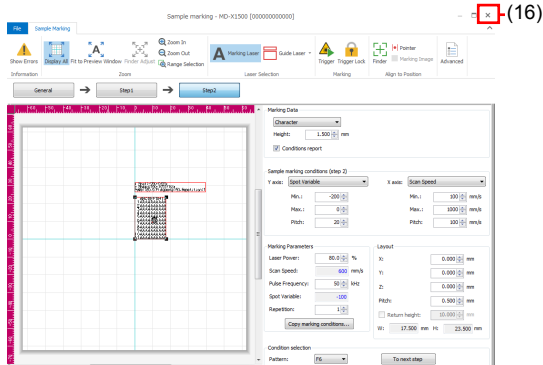 Sample marking - MD-X1500 [000000000000]
(16)
File
Sample Marking
Show Errors
Display All
Fit to Preview Window
Finder Adjust
Zoom In
Zoom Out
Range Selection
Marking Laser
Guide Laser
Trigger
Trigger Lock
Finder
Pointer
Marking Image
Advanced
Information
Zoom
Laser Selection
Marking
Align to Position
General
Step1
Step2
Marking Data
Character
Height: 1.500 mm
Conditions report
Sample marking conditions (step 2)
Y axis: Spot Variable X axis: Scan Speed
Min.: -200 Min.: 100 mm/s
Max.: 0 Max.: 1000 mm/s
Pitch: 20 Pitch: 100 mm/s
Marking Parameters Layout
Laser Power: 80.0 % X: 0.000 mm
Scan Speed: 600 mm/s Y: 0.000 mm
Pulse Frequency: 50 kHz Z: 0.000 mm
Spot Variable: -100 Pitch: 0.500 mm
Repetition: 1 Return height: 10.000 mm
Copy marking conditions... W: 17.500 mm H: 23.500 mm
Condition selection
Pattern: F6 To next step